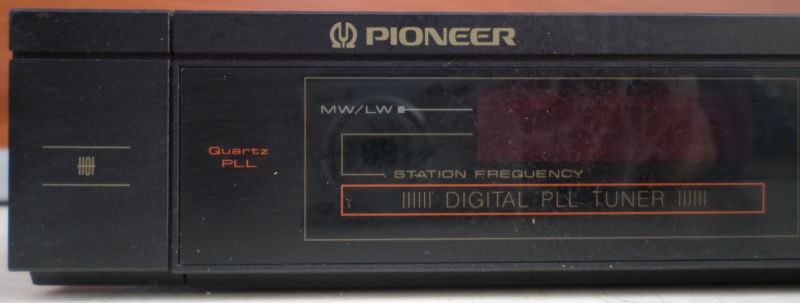 PIONEER
MW/LW
Quartz
PLL
STATION FREQUENCY
DIGITAL PLL TUNER